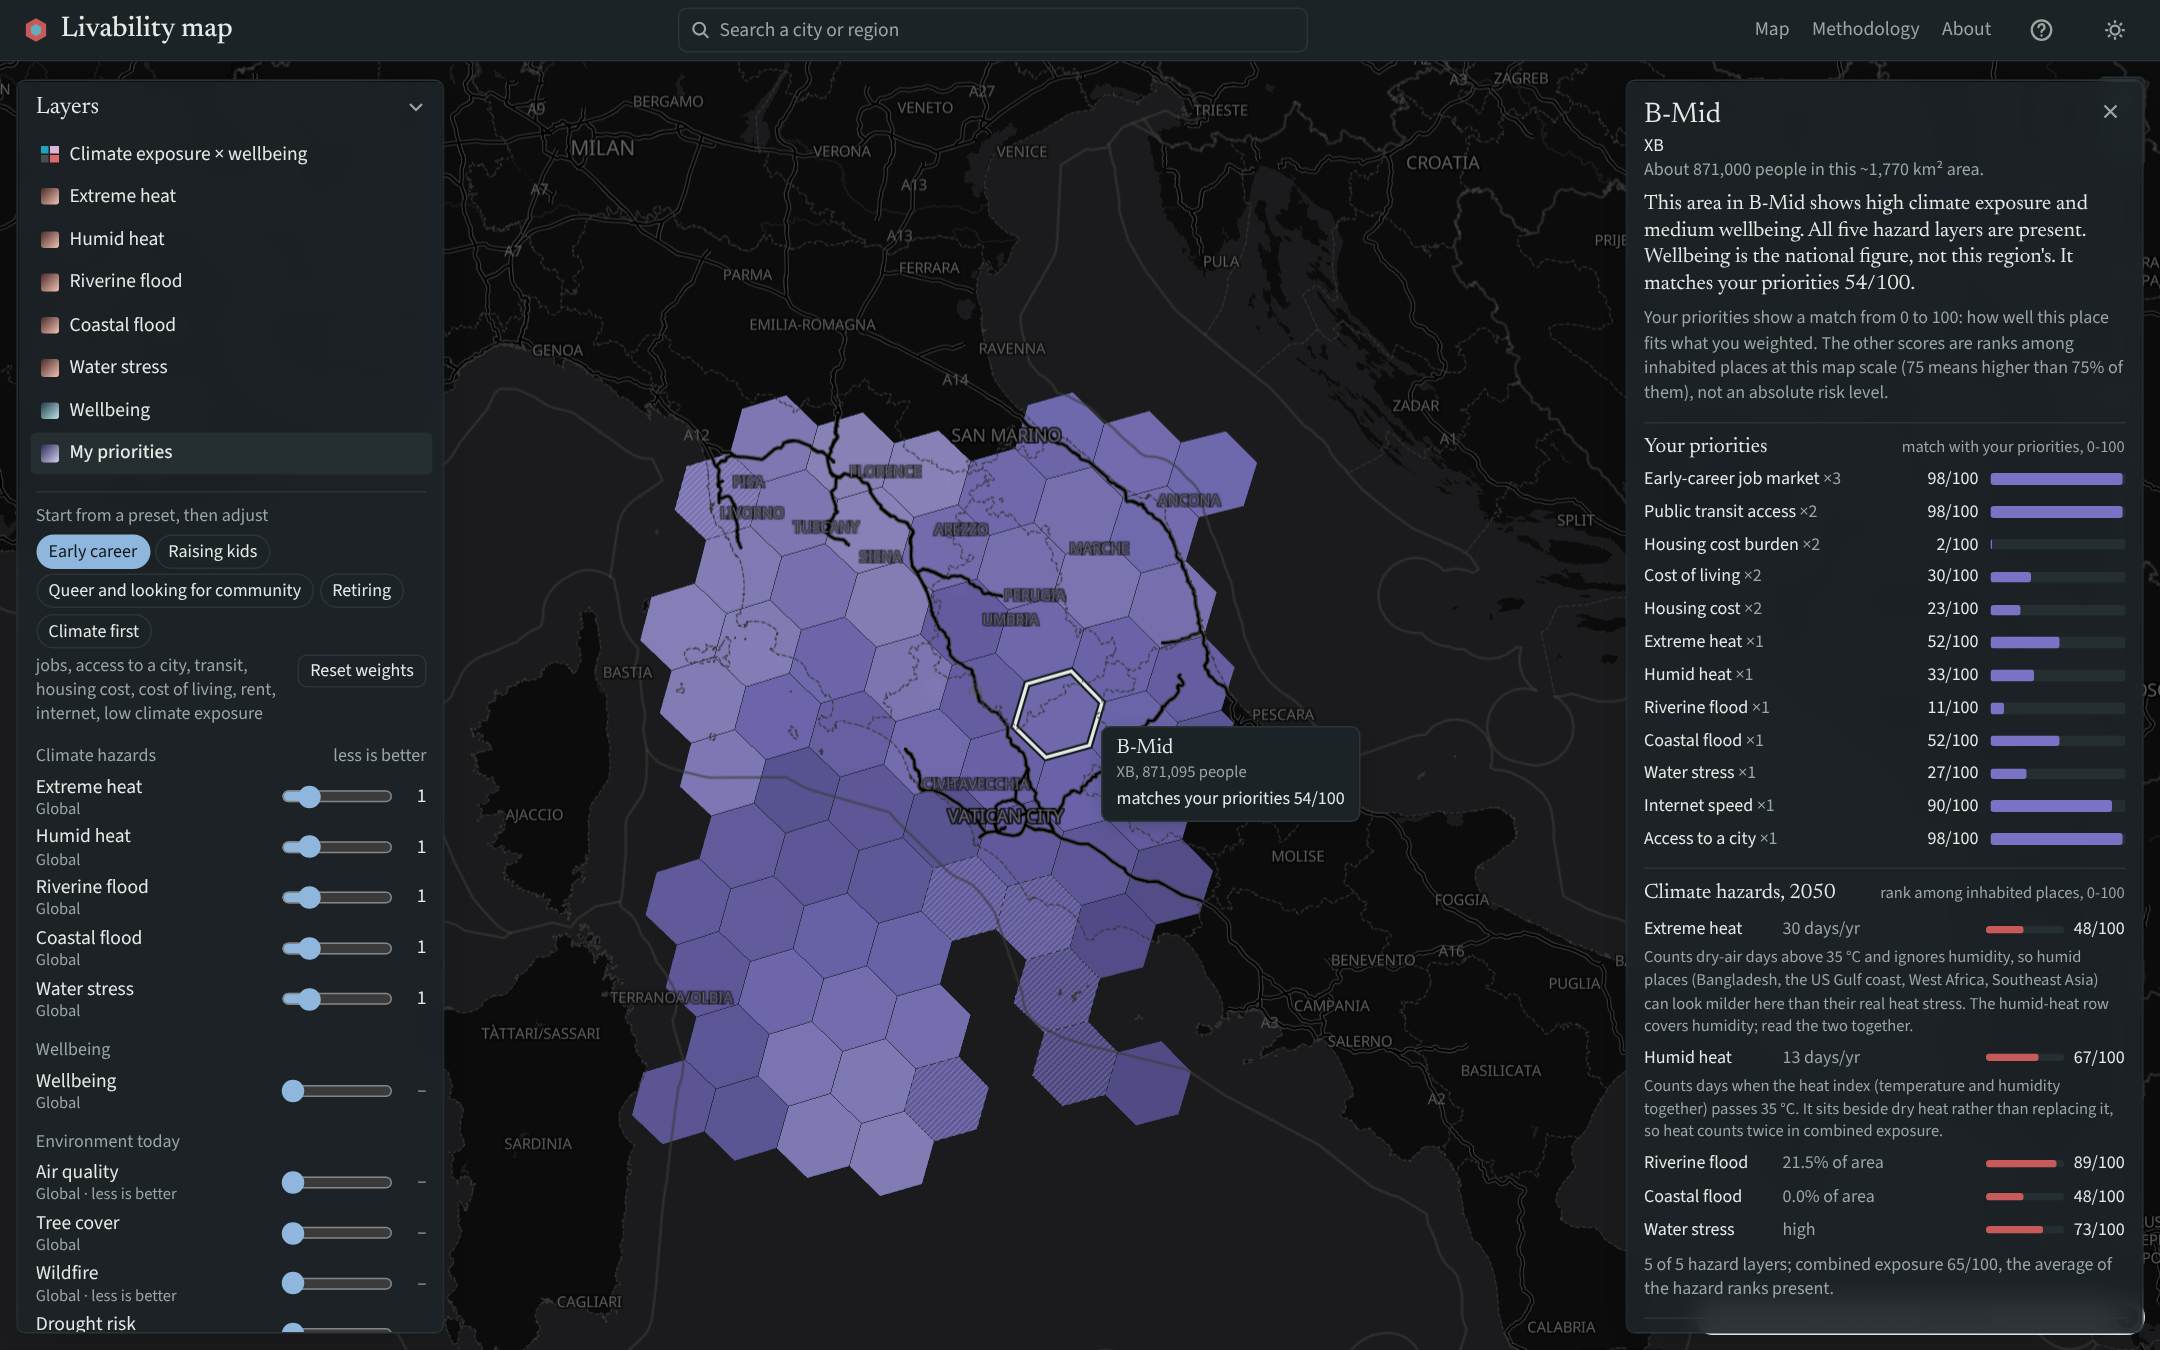 Livability map
Search a city or region
Map
Methodology
About
Layers
Climate exposure × wellbeing
Extreme heat
Humid heat
Riverine flood
Coastal flood
Water stress
Wellbeing
My priorities
Start from a preset, then adjust
Early career
Raising kids
Queer and looking for community
Retiring
Climate first
jobs, access to a city, transit,
housing cost, cost of living, rent,
internet, low climate exposure
Reset weights
Climate hazards less is better
Extreme heat 1
Global
Humid heat 1
Global
Riverine flood 1
Global
Coastal flood 1
Global
Water stress 1
Global
Wellbeing
Wellbeing –
Global
Environment today
Air quality –
Global · less is better
Tree cover –
Global
Wildfire –
Global · less is better
Drought risk
A3
ZAGREB
A27
BERGAMO
A9
VENETO
TRIESTE
MILAN
VERONA
VENICE
CROATIA
A7
A13
A13
A7
PARMA
FERRARA
PULA
PRIJE
EMILIA-ROMAGNA
GENOA
RAVENNA
A14
ZADAR
A12
SAN MARINO
A1
PISA
FLORENCE
ANCONA
LIVORNO
TUSCANY
AREZZO
SPLIT
SIENA
MARCHE
PERUGIA
UMBRIA
BASTIA
PESCARA
CIVITAVECCHIA
VATICAN CITY
AJACCIO
MOLISE
FOGGIA
BENEVENTO
A16
TERRANOA/OLBIA
PUGLIA
CAMPANIA
TÀTTARI/SASSARI
A3
SALERNO
BASILICATA
A2
SARDINIA
CAGLIARI
CALABRIA
B-Mid
XB, 871,095 people
matches your priorities 54/100
B-Mid
XB
About 871,000 people in this ~1,770 km² area.
This area in B-Mid shows high climate exposure and
medium wellbeing. All five hazard layers are present.
Wellbeing is the national figure, not this region's. It
matches your priorities 54/100.
Your priorities show a match from 0 to 100: how well this place
fits what you weighted. The other scores are ranks among
inhabited places at this map scale (75 means higher than 75% of
them), not an absolute risk level.
Your priorities match with your priorities, 0-100
Early-career job market ×3 98/100
Public transit access ×2 98/100
Housing cost burden ×2 2/100
Cost of living ×2 30/100
Housing cost ×2 23/100
Extreme heat ×1 52/100
Humid heat ×1 33/100
Riverine flood ×1 11/100
Coastal flood ×1 52/100
Water stress ×1 27/100
Internet speed ×1 90/100
Access to a city ×1 98/100
Climate hazards, 2050 rank among inhabited places, 0-100
Extreme heat 30 days/yr 48/100
Counts dry-air days above 35 °C and ignores humidity, so humid
places (Bangladesh, the US Gulf coast, West Africa, Southeast Asia)
can look milder here than their real heat stress. The humid-heat row
covers humidity; read the two together.
Humid heat 13 days/yr 67/100
Counts days when the heat index (temperature and humidity
together) passes 35 °C. It sits beside dry heat rather than replacing it,
so heat counts twice in combined exposure.
Riverine flood 21.5% of area 89/100
Coastal flood 0.0% of area 48/100
Water stress high 73/100
5 of 5 hazard layers; combined exposure 65/100, the average of
the hazard ranks present.